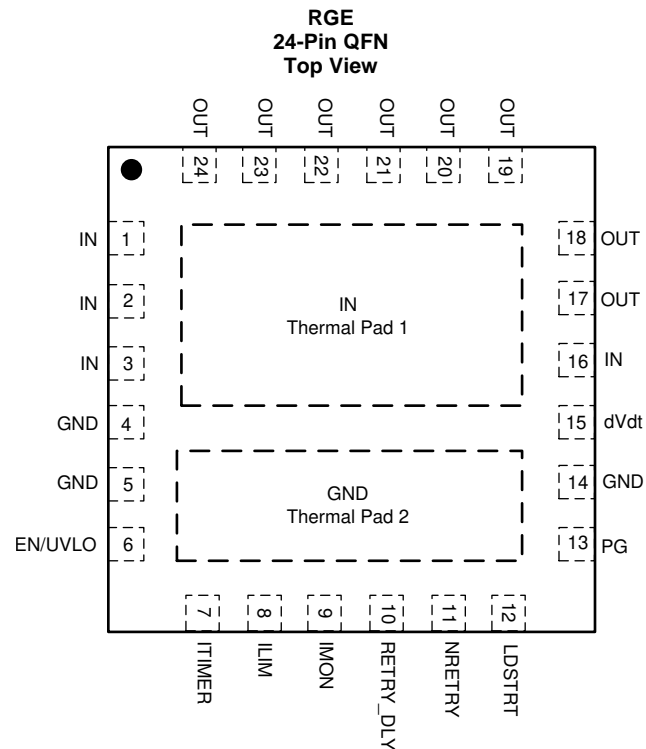 RGE
24-Pin QFN
Top View
OUT OUT OUT OUT OUT OUT
24 23 22 21 20 19
IN 1
IN 2
IN 3
GND 4
GND 5
EN/UVLO 6
IN
Thermal Pad 1
GND
Thermal Pad 2
18 OUT
17 OUT
16 IN
15 dVdt
14 GND
13 PG
7 8 9 10 11 12
ITIMER ILIM IMON RETRY_DLY NRETRY LDSTRT